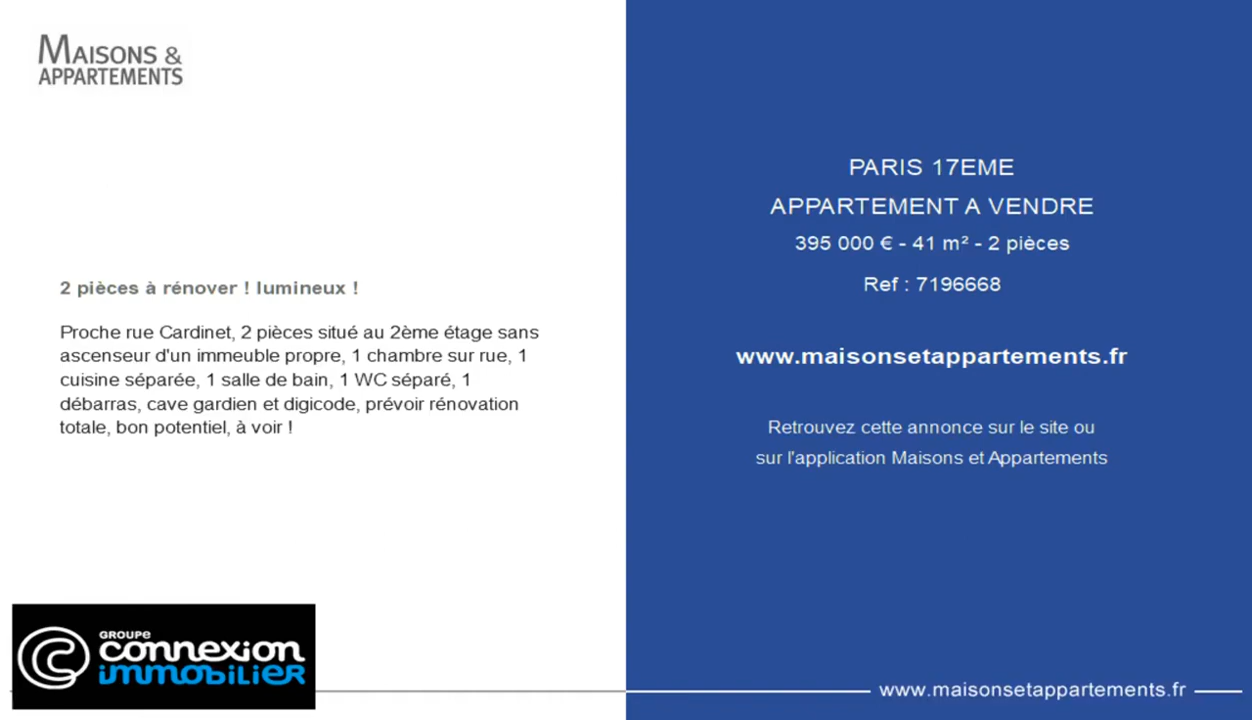 MAISONS &
APPARTEMENTS
2 pièces à rénover ! lumineux !
Proche rue Cardinet, 2 pièces situé au 2ème étage sans
ascenseur d'un immeuble propre, 1 chambre sur rue, 1
cuisine séparée, 1 salle de bain, 1 WC séparé, 1
débarras, cave gardien et digicode, prévoir rénovation
totale, bon potentiel, à voir !
GROUPE
connexion
immobilier
PARIS 17EME
APPARTEMENT A VENDRE
395 000 € - 41 m² - 2 pièces
Ref : 7196668
www.maisonsetappartements.fr
Retrouvez cette annonce sur le site ou
sur l'application Maisons et Appartements
www.maisonsetappartements.fr